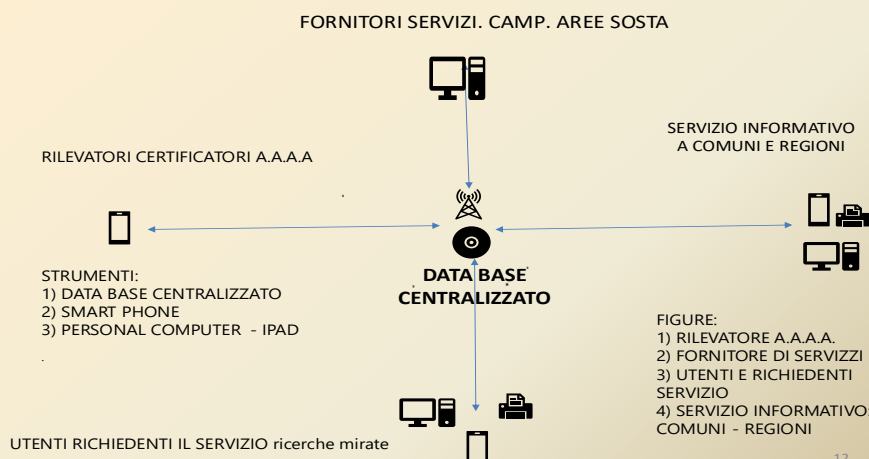 FORNITORI SERVIZI. CAMP. AREE SOSTA
SERVIZIO INFORMATIVO
A COMUNI E REGIONI
RILEVATORI CERTIFICATORI A.A.A.A
DATA BASE
CENTRALIZZATO
STRUMENTI:
1) DATA BASE CENTRALIZZATO
2) SMART PHONE
3) PERSONAL COMPUTER - IPAD
.
FIGURE:
1) RILEVATORE A.A.A.A.
2) FORNITORE DI SERVIZZI
3) UTENTI E RICHIEDENTI
SERVIZIO
4) SERVIZIO INFORMATIVO:
COMUNI - REGIONI
UTENTI RICHIEDENTI IL SERVIZIO ricerche mirate
12